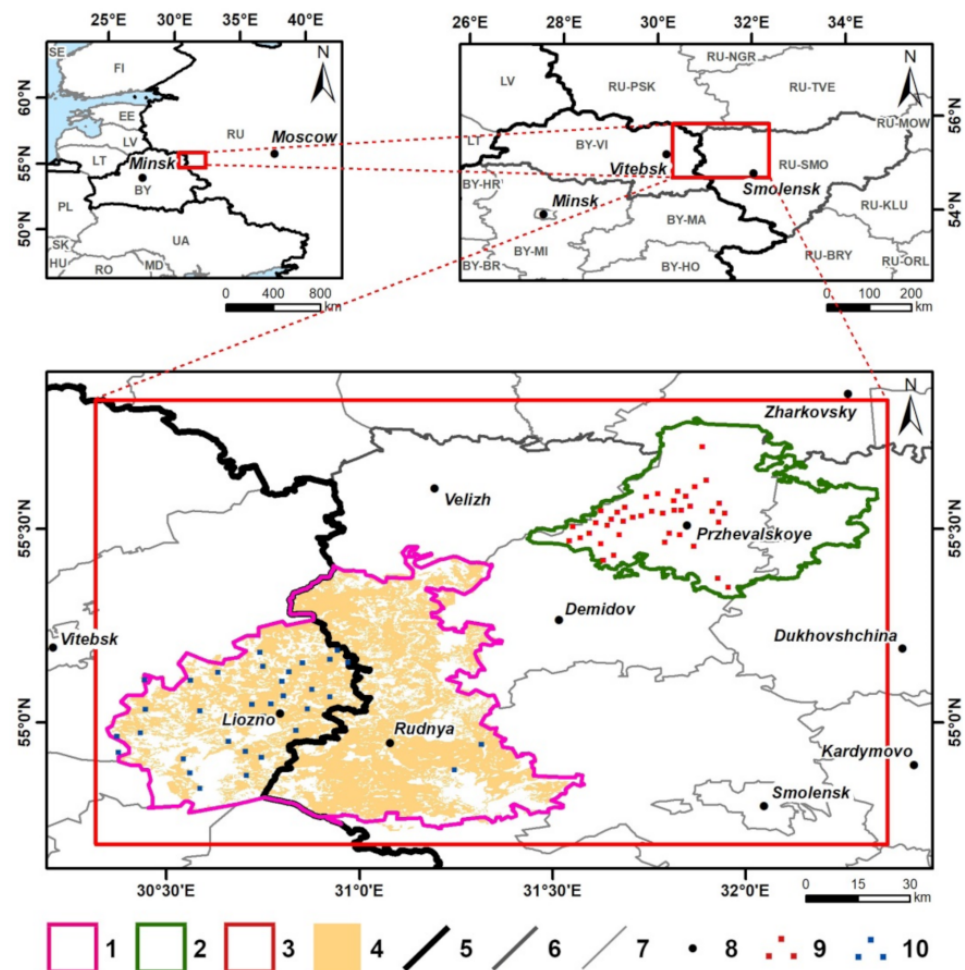 25°E 30°E 35°E 40°E
26°E 28°E 30°E 32°E 34°E
60°N
55°N
50°N
SE
FI
EE
LV
LT
RU
Moscow
Minsk
BY
PL
UA
SK
HU
RO
MD
N
0 400 800
km
56°N
54°N
LV
RU-PSK
RU-NGR
RU-TVE
RU-MOW
LT
BY-VI
Vitebsk
RU-SMO
Smolensk
BY-HR
Minsk
BY-MA
RU-KLU
BY-MI
BY-BR
BY-HO
RU-BRY
RU-ORL
N
0 100 200
km
N
Zharkovsky
Velizh
Przhevalskoye
Demidov
Vitebsk
Dukhovshchina
Liozno
Rudnya
Kardymovo
Smolensk
55°30'N
55°0'N
55°30'N
55°0'N
30°30'E 31°0'E 31°30'E 32°0'E
0 15 30
km
1 2 3 4 5 6 7 8 9 10